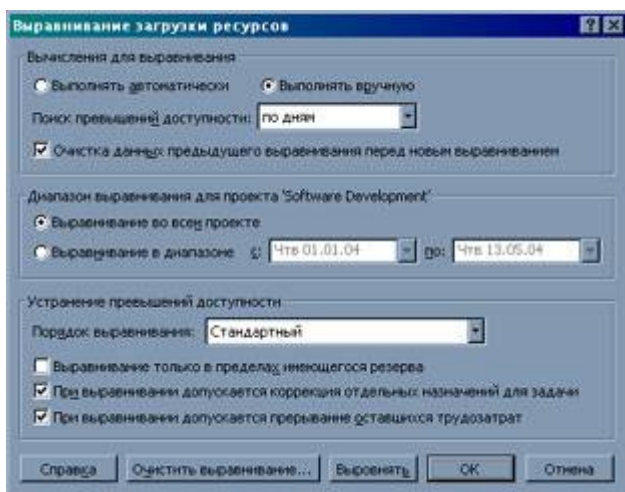 Выравнивание загрузки ресурсов
Вычисления для выравнивания
Выполнять автоматически Выполнять вручную
Поиск превышений доступности: по дням
Очистка данных предыдущего выравнивания перед новым выравниванием
Диапазон выравнивания для проекта 'Software Development'
Выравнивание во всем проекте
Выравнивание в диапазоне с: Чтв 01.01.04 по: Чтв 13.05.04
Устранение превышений доступности
Порядок выравнивания: Стандартный
Выравнивание только в пределах имеющегося резерва
При выравнивании допускается коррекция отдельных назначений для задачи
При выравнивании допускается прерывание оставшихся трудозатрат
Справка Очистить выравнивание... Выровнять OK Отмена